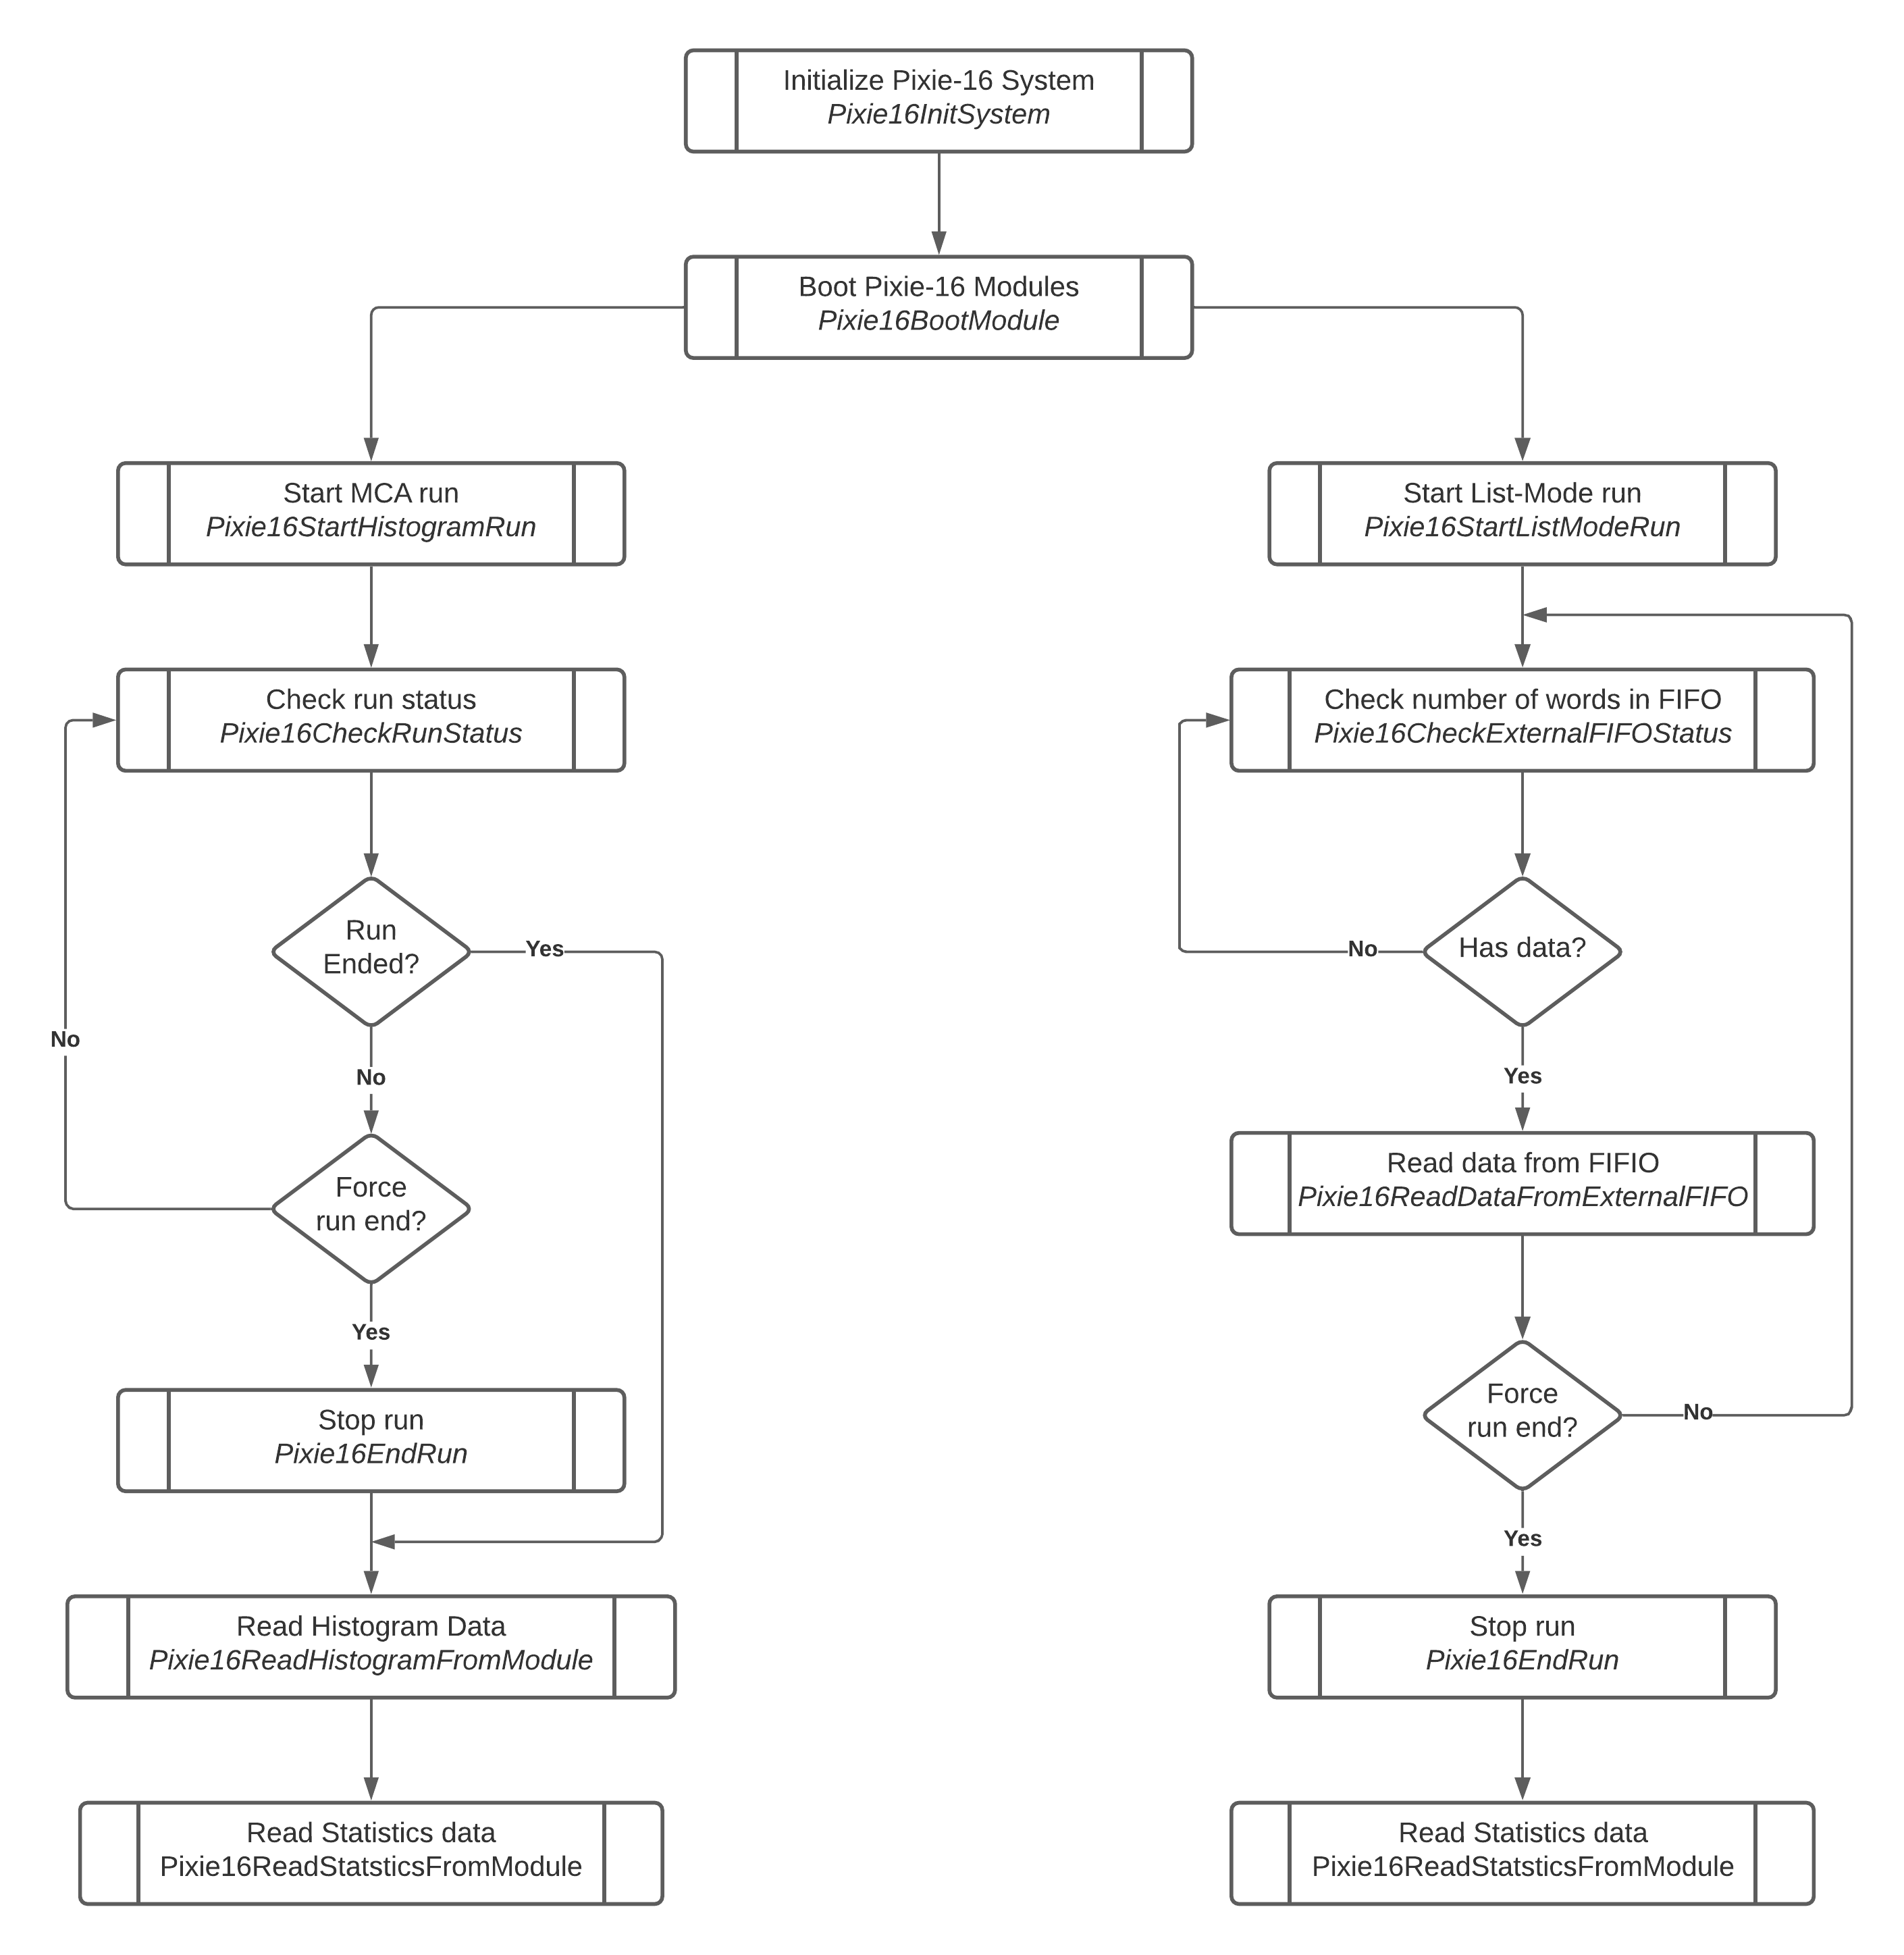 Initialize Pixie-16 System
Pixie16InitSystem
Boot Pixie-16 Modules
Pixie16BootModule
Start MCA run
Pixie16StartHistogramRun
Check run status
Pixie16CheckRunStatus
Run
Ended?
Yes
No
Force
run end?
No
Yes
Stop run
Pixie16EndRun
Read Histogram Data
Pixie16ReadHistogramFromModule
Read Statistics data
Pixie16ReadStatsticsFromModule
Start List-Mode run
Pixie16StartListModeRun
Check number of words in FIFO
Pixie16CheckExternalFIFOStatus
Has data?
No
Yes
Read data from FIFIO
Pixie16ReadDataFromExternalFIFO
Force
run end?
No
Yes
Stop run
Pixie16EndRun
Read Statistics data
Pixie16ReadStatsticsFromModule